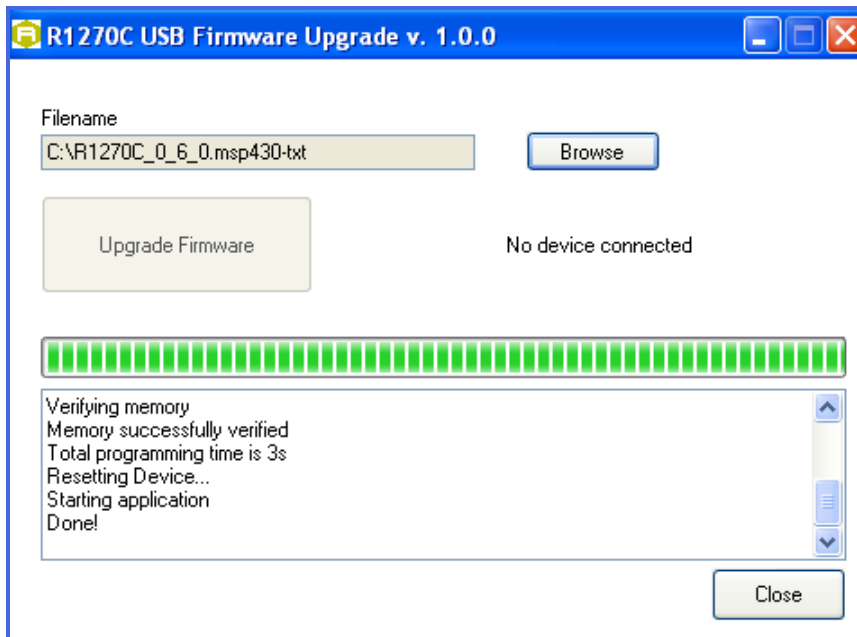 R1270C USB Firmware Upgrade v. 1.0.0
Filename
C:\R1270C_0_6_0.msp430-txt
Browse
Upgrade Firmware
No device connected
Verifying memory
Memory successfully verified
Total programming time is 3s
Resetting Device...
Starting application
Done!
Close